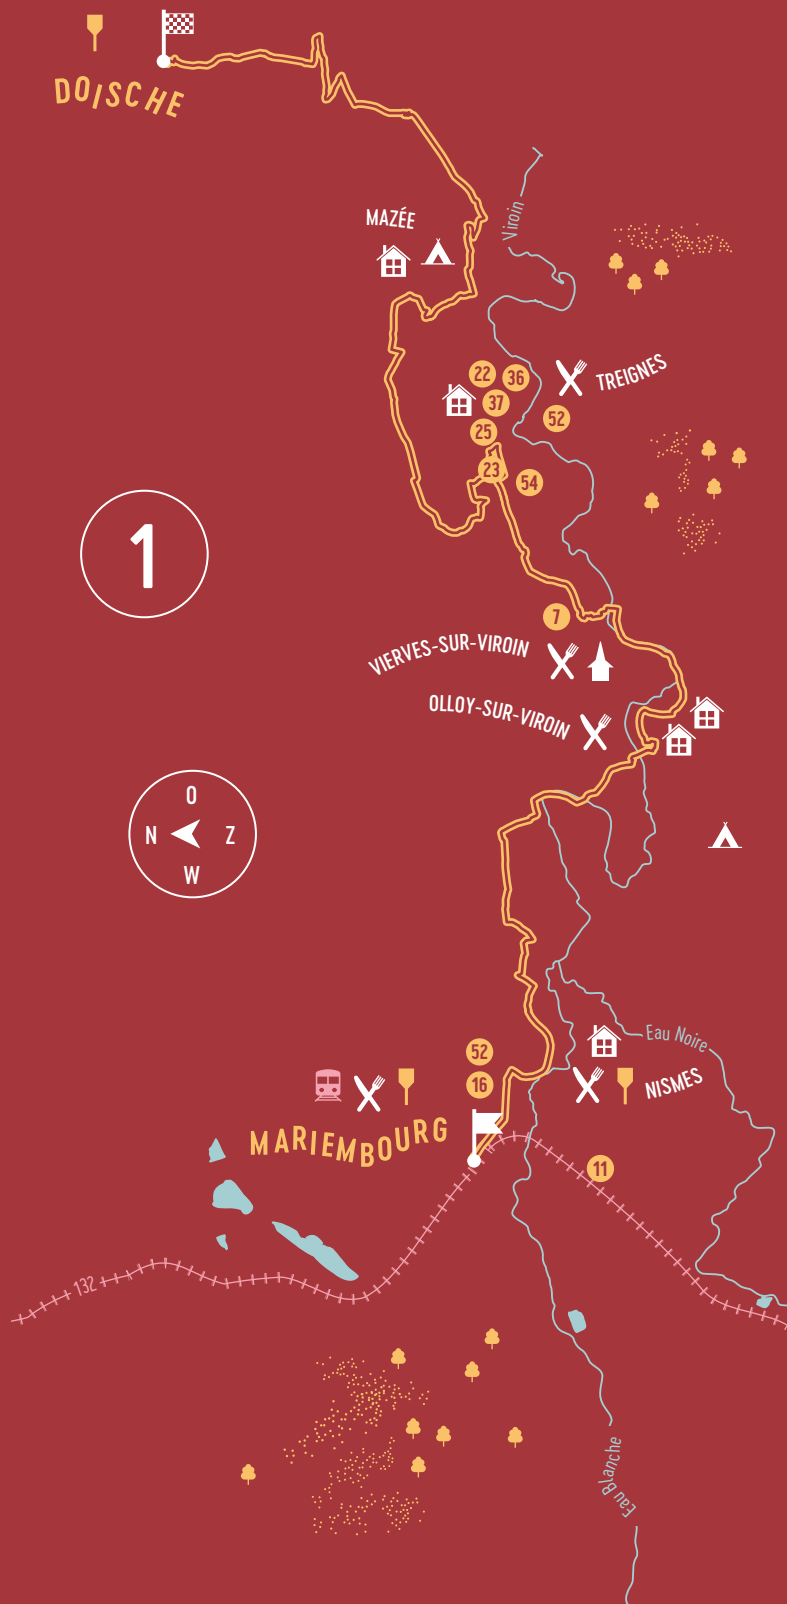 DOISCHE
Viroin
MAZÉE
22
36
TREIGNES
37
52
25
23
54
1
7
VIERVES-SUR-VIROIN
OLLOY-SUR-VIROIN
O
N
Z
W
Eau Noire
52
16
NISMES
MARIEMBOURG
11
132
Eau Blanche